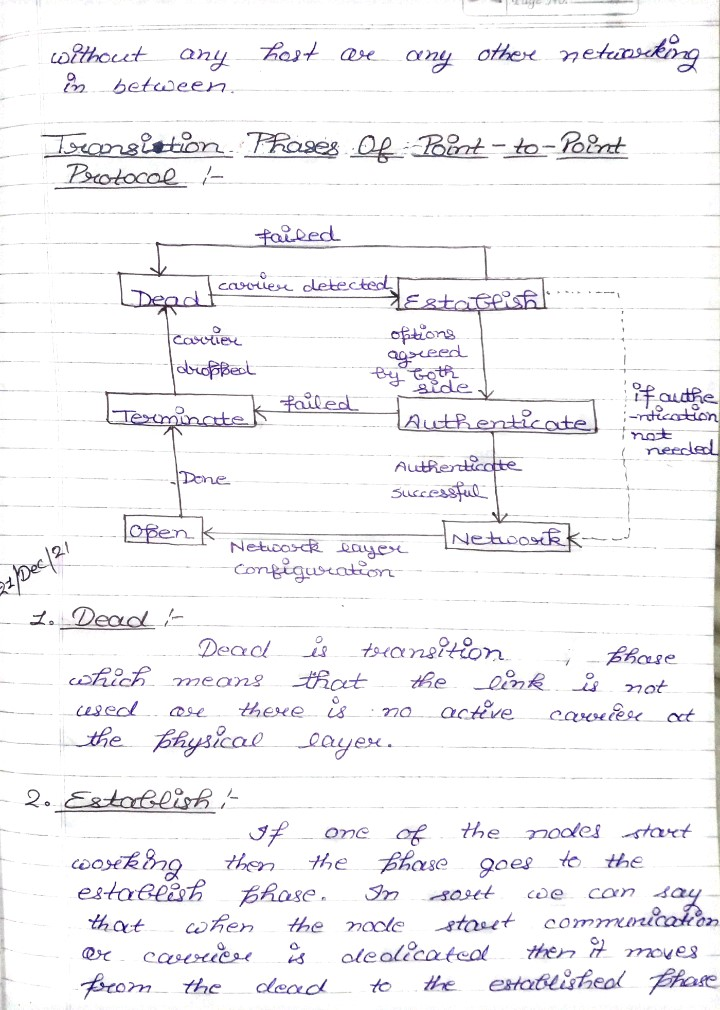 without any host are any other networking
in between.
Transistion Phases Of Point-to-Point
Protocol :-
failed
Dead
carrier detected
Establish
carrier
dropped
options
agreed
by both
side
if authe
-ntication
not
needed
Terminate
failed
Authenticate
Done
Authenticate
successful
Open
Network layer
configuration
Network
21/Dec/21
1. Dead :-
Dead is transition , phase
which means that the link is not
used are there is no active carrier at
the physical layer.
2. Establish :-
If one of the nodes start
working then the phase goes to the
establish phase. In sort we can say
that when the node start communication
or carrier is dedicated then it moves
from the dead to the established phase